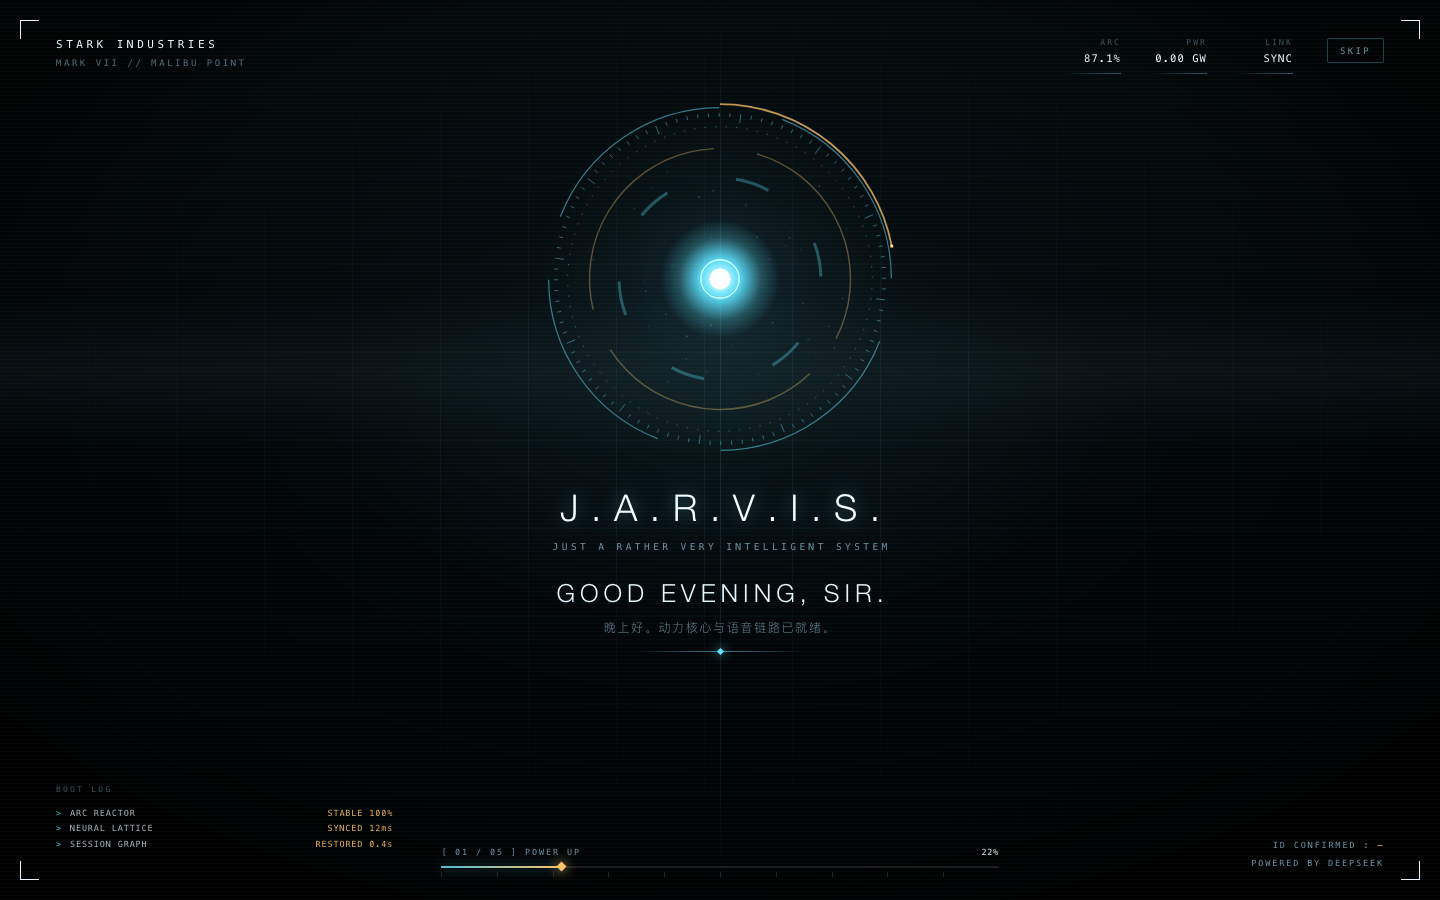 STARK INDUSTRIES
MARK VII // MALIBU POINT
ARC
87.1%
PWR
0.00 GW
LINK
SYNC
SKIP
J.A.R.V.I.S.
JUST A RATHER VERY INTELLIGENT SYSTEM
GOOD EVENING, SIR.
晚上好。动力核心与语音链路已就绪。
BOOT LOG
> ARC REACTOR STABLE 100%
> NEURAL LATTICE SYNCED 12ms
> SESSION GRAPH RESTORED 0.4s
[ 01 / 05 ] POWER UP 22%
ID CONFIRMED : —
POWERED BY DEEPSEEK